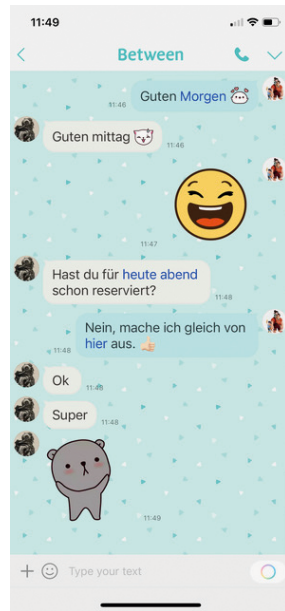 11:49
Between
Guten Morgen
11:46
Guten mittag
11:46
11:47
Hast du für heute abend
schon reserviert?
11:48
Nein, mache ich gleich von
hier aus.
11:48
Ok
11:48
Super
11:48
11:49
Type your text